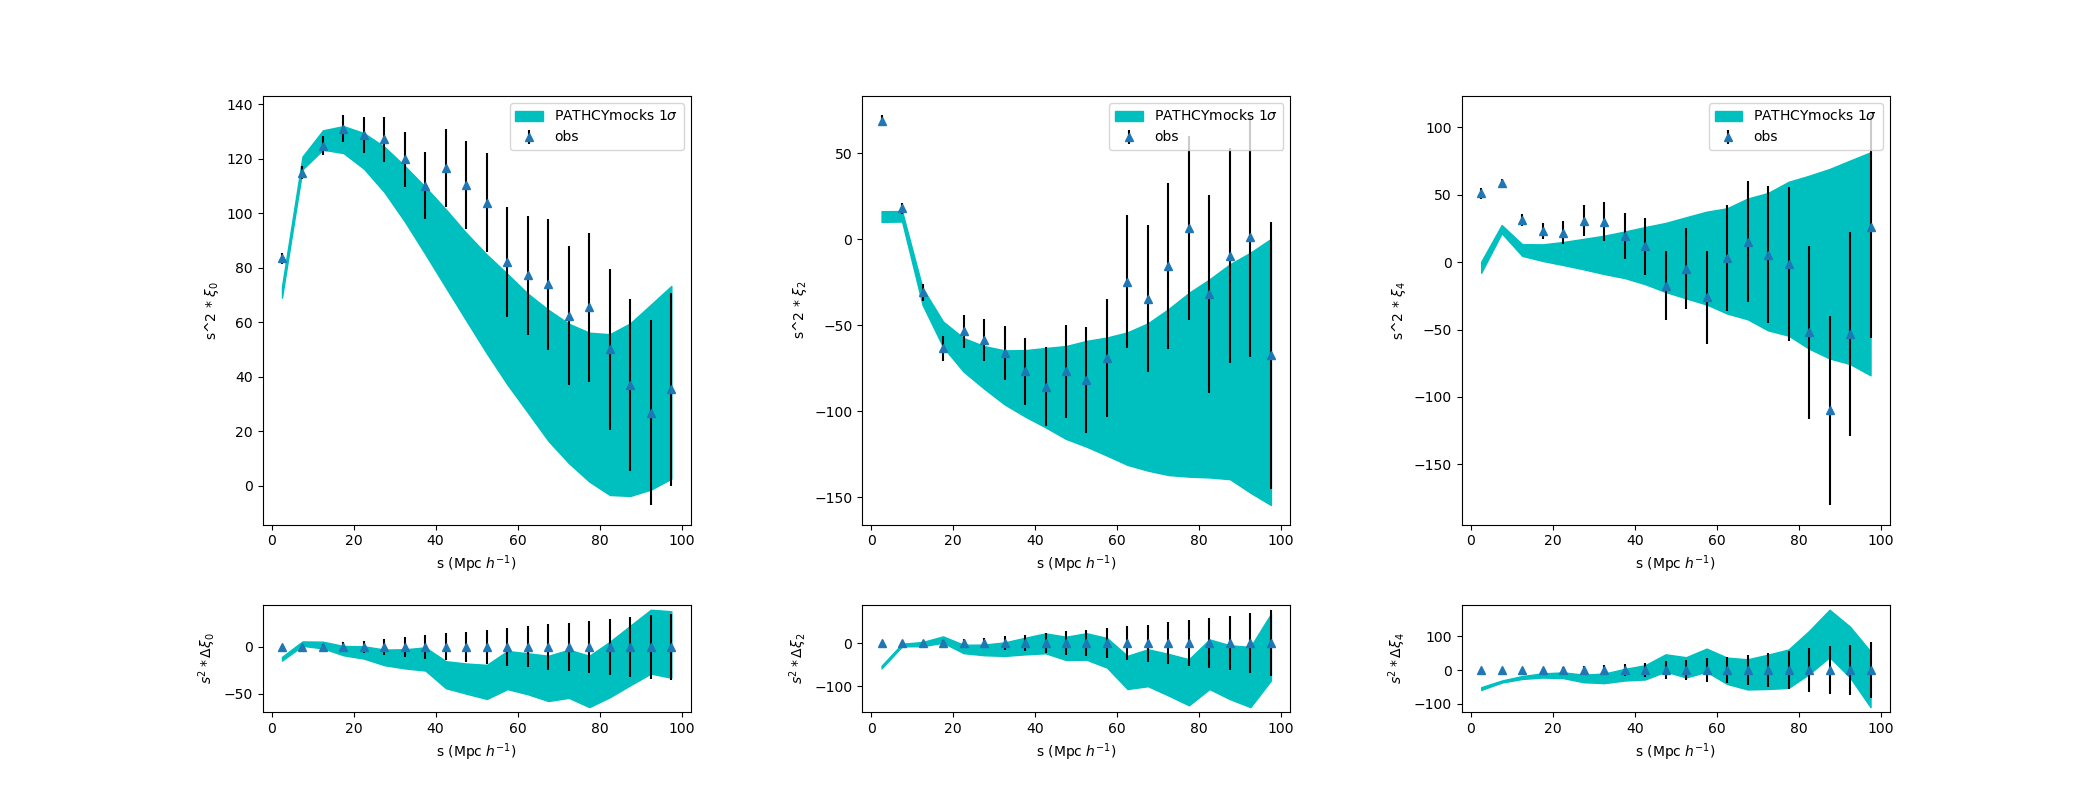 140
120
100
80
60
40
20
0
s^2 * ξ₀
PATHCYmocks 1σ
obs
0 20 40 60 80 100
s (Mpc h⁻¹)
50
0
−50
−100
−150
s^2 * ξ₂
PATHCYmocks 1σ
obs
0 20 40 60 80 100
s (Mpc h⁻¹)
100
50
0
−50
−100
−150
s^2 * ξ₄
PATHCYmocks 1σ
obs
0 20 40 60 80 100
s (Mpc h⁻¹)
0
−50
s² * Δξ₀
0 20 40 60 80 100
s (Mpc h⁻¹)
0
−100
s² * Δξ₂
0 20 40 60 80 100
s (Mpc h⁻¹)
100
0
−100
s² * Δξ₄
0 20 40 60 80 100
s (Mpc h⁻¹)